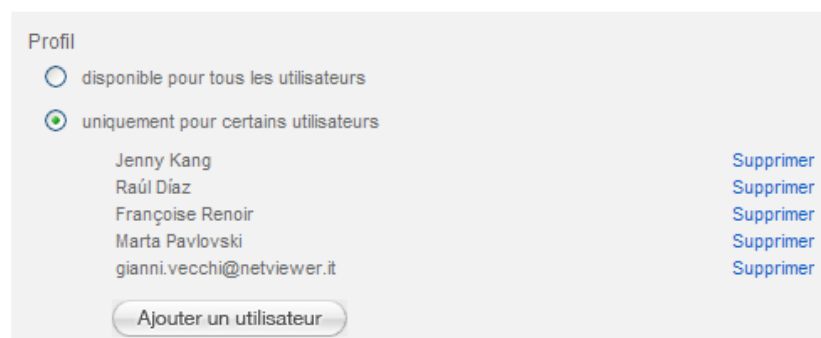 Profil
disponible pour tous les utilisateurs
uniquement pour certains utilisateurs
Jenny Kang Supprimer
Raúl Díaz Supprimer
Françoise Renoir Supprimer
Marta Pavlovski Supprimer
gianni.vecchi@netviewer.it Supprimer
Ajouter un utilisateur